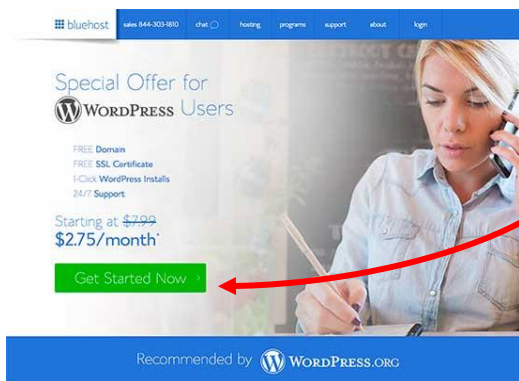 bluehost sales 844-303-1810 chat hosting programs support about login
Special Offer for
WORDPRESS Users
FREE Domain
FREE SSL Certificate
1-Click WordPress Installs
24/7 Support
Starting at $7.99
$2.75/month*
Get Started Now >
Recommended by WORDPRESS.ORG